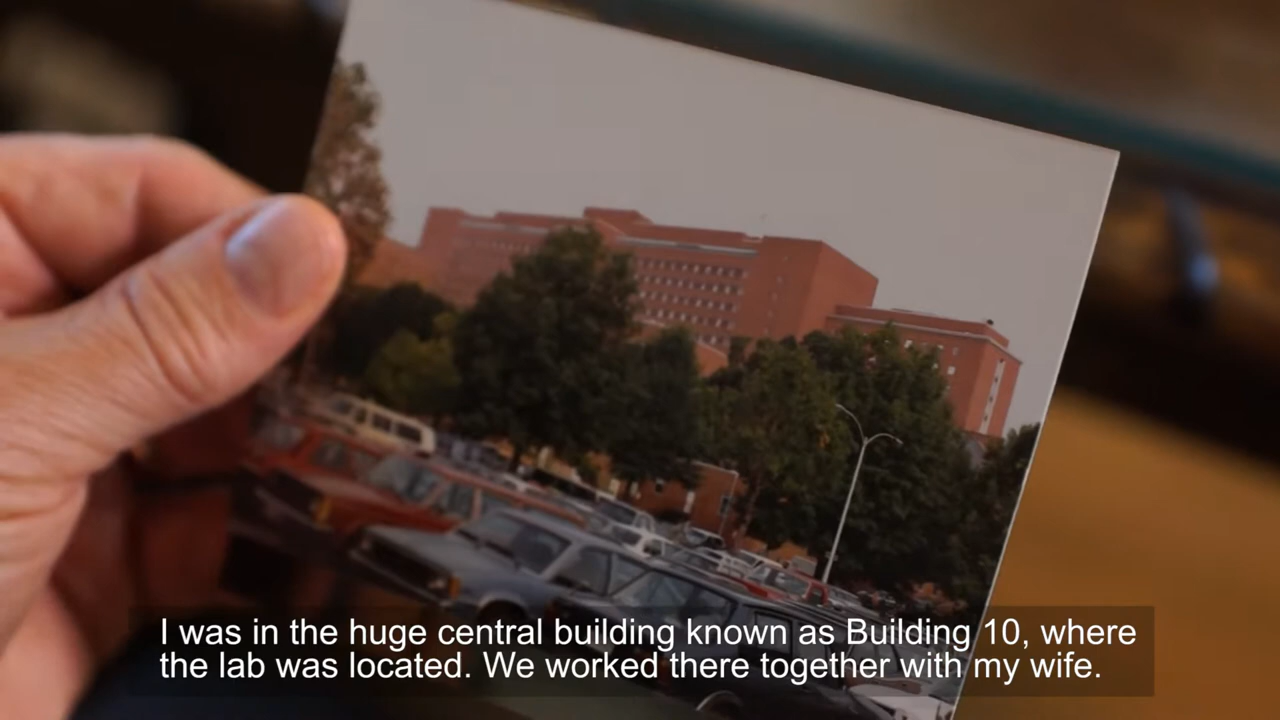 I was in the huge central building known as Building 10, where
the lab was located. We worked there together with my wife.